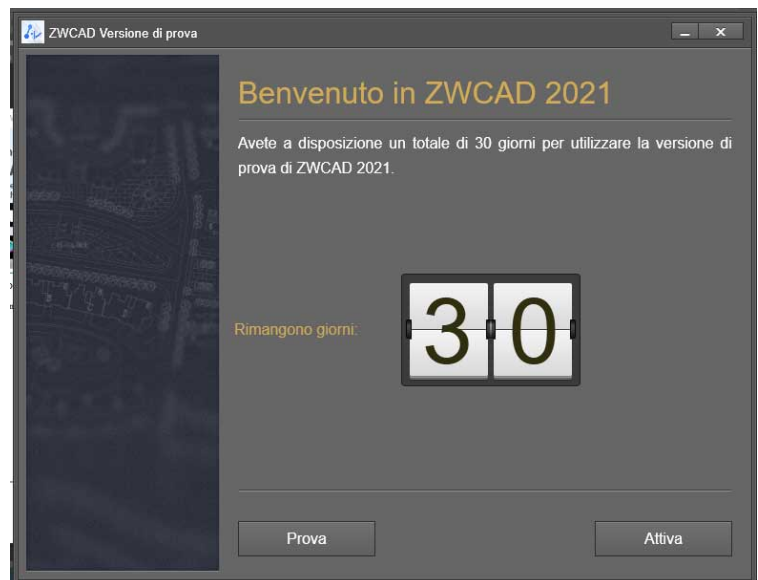 ZWCAD Versione di prova
Benvenuto in ZWCAD 2021
Avete a disposizione un totale di 30 giorni per utilizzare la versione di
prova di ZWCAD 2021.
Rimangono giorni:
30
Prova
Attiva